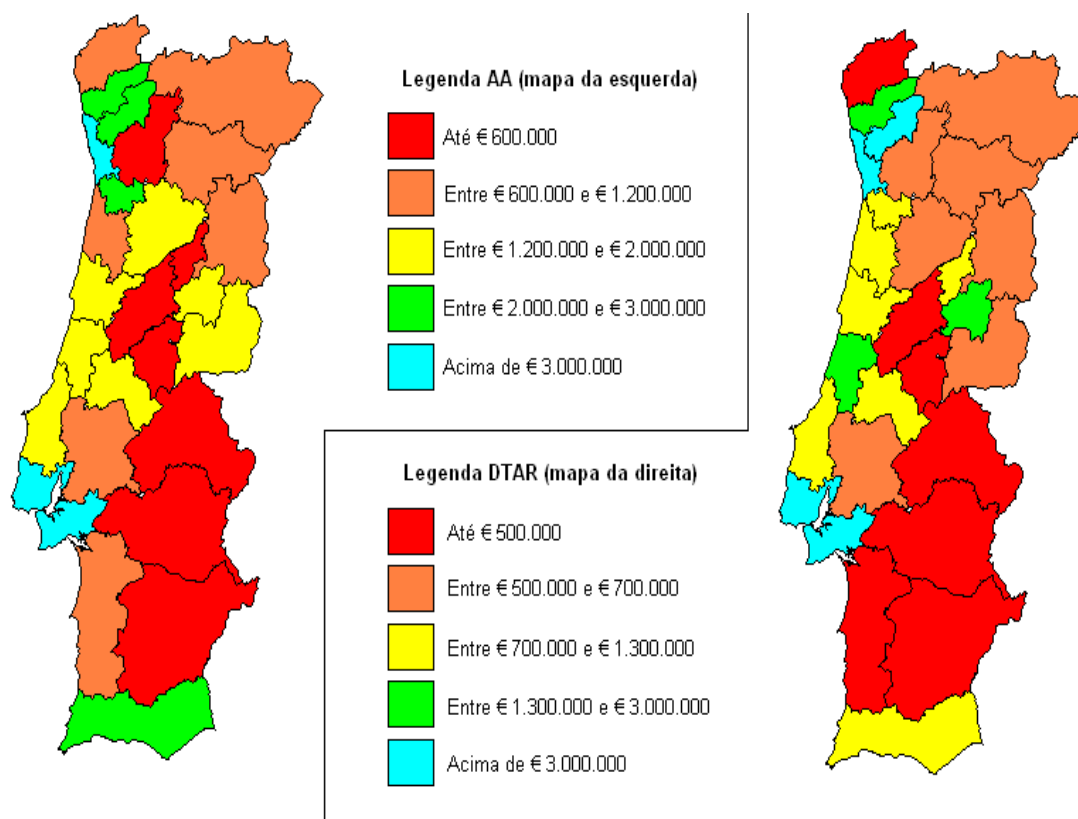 Legenda AA (mapa da esquerda)
Até € 600.000
Entre € 600.000 e € 1.200.000
Entre € 1.200.000 e € 2.000.000
Entre € 2.000.000 e € 3.000.000
Acima de € 3.000.000
Legenda DTAR (mapa da direita)
Até € 500.000
Entre € 500.000 e € 700.000
Entre € 700.000 e € 1.300.000
Entre € 1.300.000 e € 3.000.000
Acima de € 3.000.000